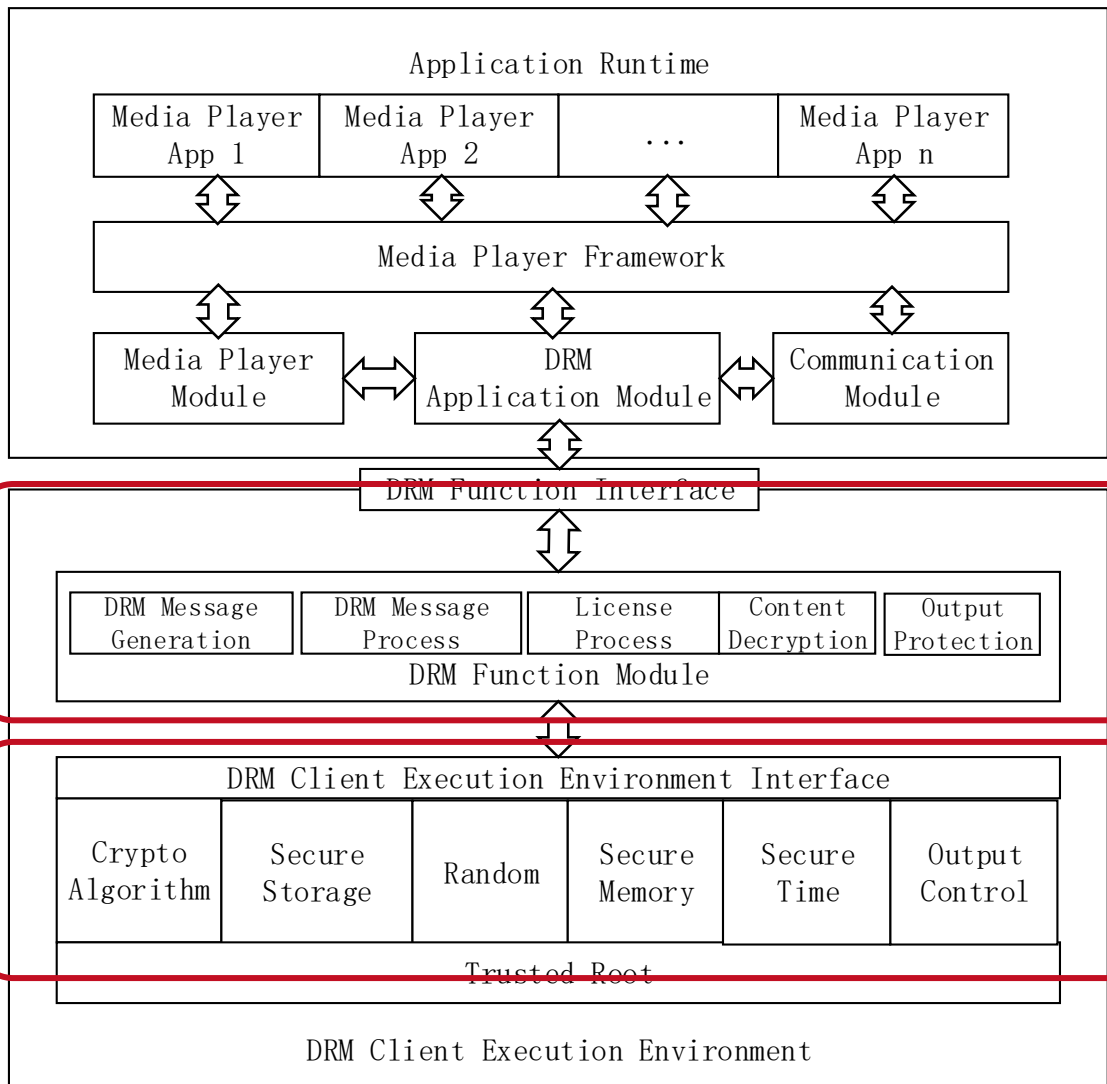 Application Runtime
Media Player
App 1
Media Player
App 2
...
Media Player
App n
Media Player Framework
Media Player
Module
DRM
Application Module
Communication
Module
DRM Function Interface
DRM Message
Generation
DRM Message
Process
License
Process
Content
Decryption
Output
Protection
DRM Function Module
DRM Client Execution Environment Interface
Crypto
Algorithm
Secure
Storage
Random
Secure
Memory
Secure
Time
Output
Control
Trusted Root
DRM Client Execution Environment